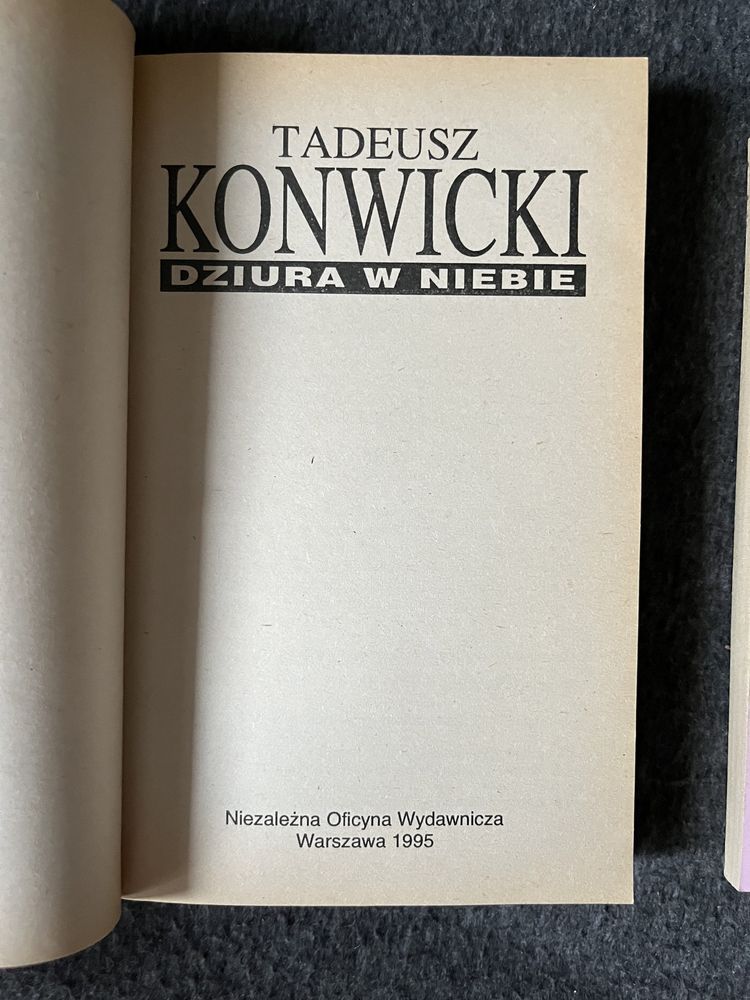 TADEUSZ
KONWICKI
DZIURA W NIEBIE
Niezależna Oficyna Wydawnicza
Warszawa 1995